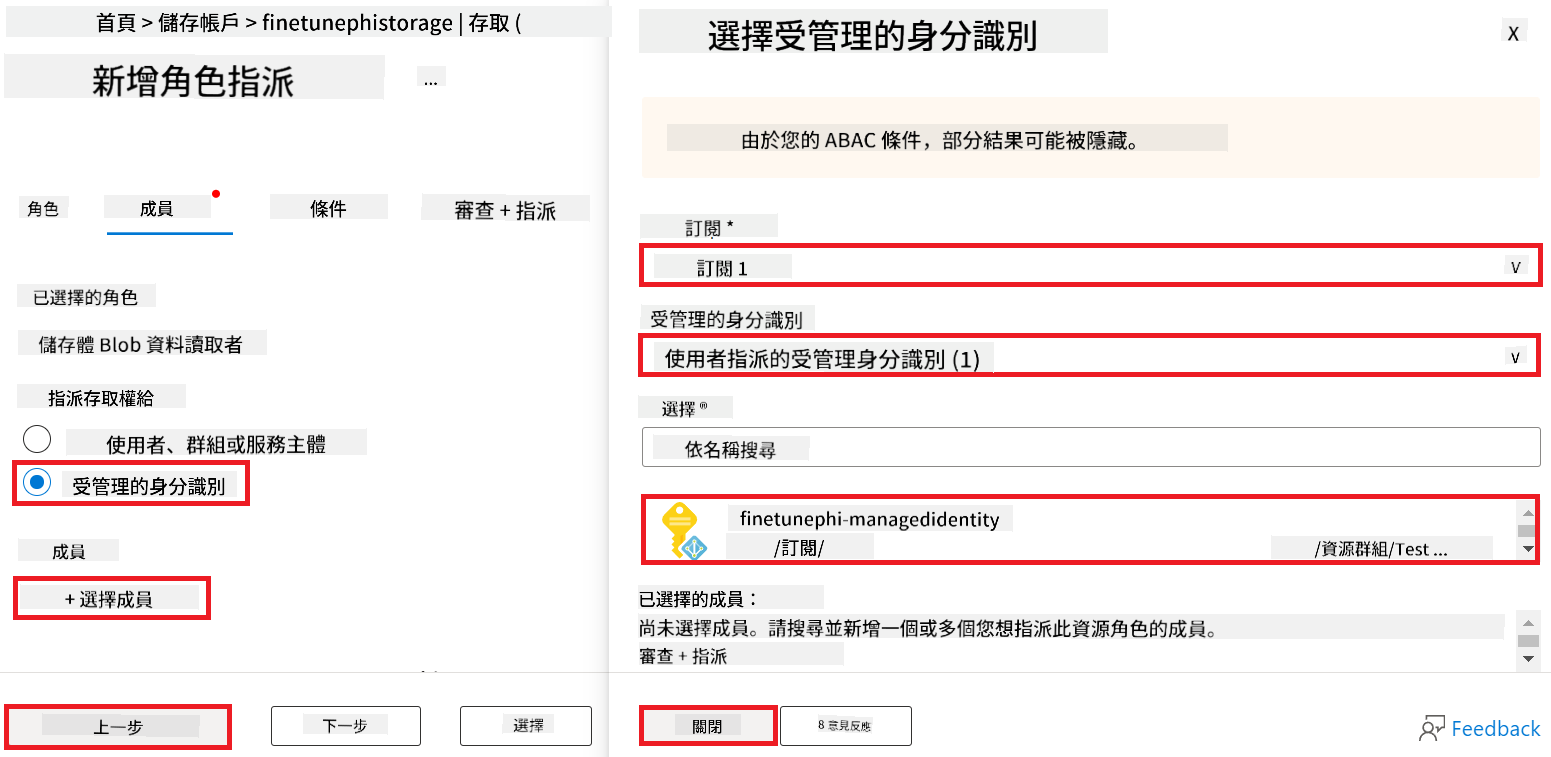 首頁 > 儲存帳戶 > finetunephistorage | 存取 (
新增角色指派
...
角色
成員
條件
審查 + 指派
已選擇的角色
儲存體 Blob 資料讀取者
指派存取權給
使用者、群組或服務主體
受管理的身分識別
成員
+ 選擇成員
上一步
下一步
選擇
選擇受管理的身分識別
X
由於您的 ABAC 條件，部分結果可能被隱藏。
訂閱 *
訂閱 1
v
受管理的身分識別
使用者指派的受管理身分識別 (1)
v
選擇 ®
依名稱搜尋
finetunephi-managedidentity
/訂閱/
/資源群組/Test ...
已選擇的成員：
尚未選擇成員。請搜尋並新增一個或多個您想指派此資源角色的成員。
審查 + 指派
關閉
8 意見反應
Feedback